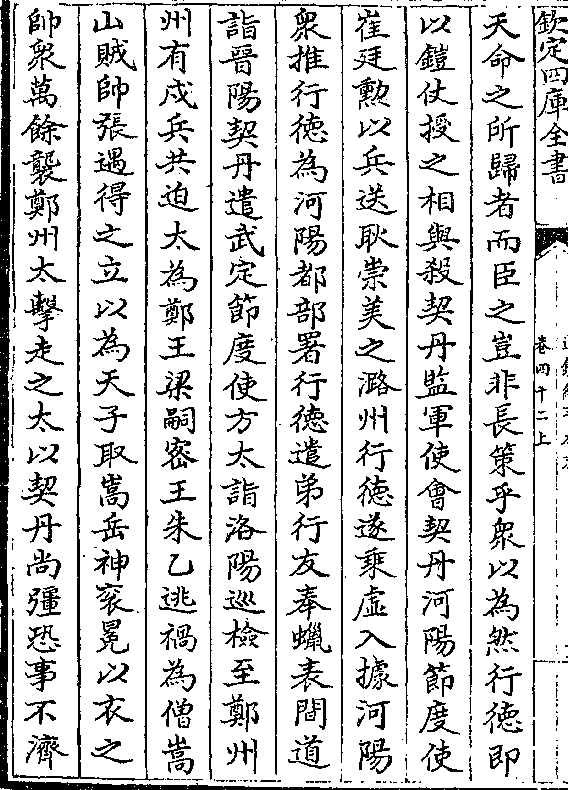 欽定四庫全書
卷四十二上
天命之所歸者而臣之豈非長策乎衆以為然行德即
以鎧仗授之相與殺契丹監軍使會契丹河陽節度使
崔廷勲以兵送耿崇美之潞州行德遂乘虛入據河陽
衆推行德為河陽都部署行德遣弟行友奉蠟表間道
詣晉陽契丹遣武定節度使方太詣洛陽巡檢至鄭州
州有戍兵共迫太為鄭王梁嗣密王朱乙逃禍為僧嵩
山賊帥張遇得之立以為天子取嵩岳神衮冕以衣之
帥衆萬餘襲鄭州太擊走之太以契丹尚彊恐事不濟